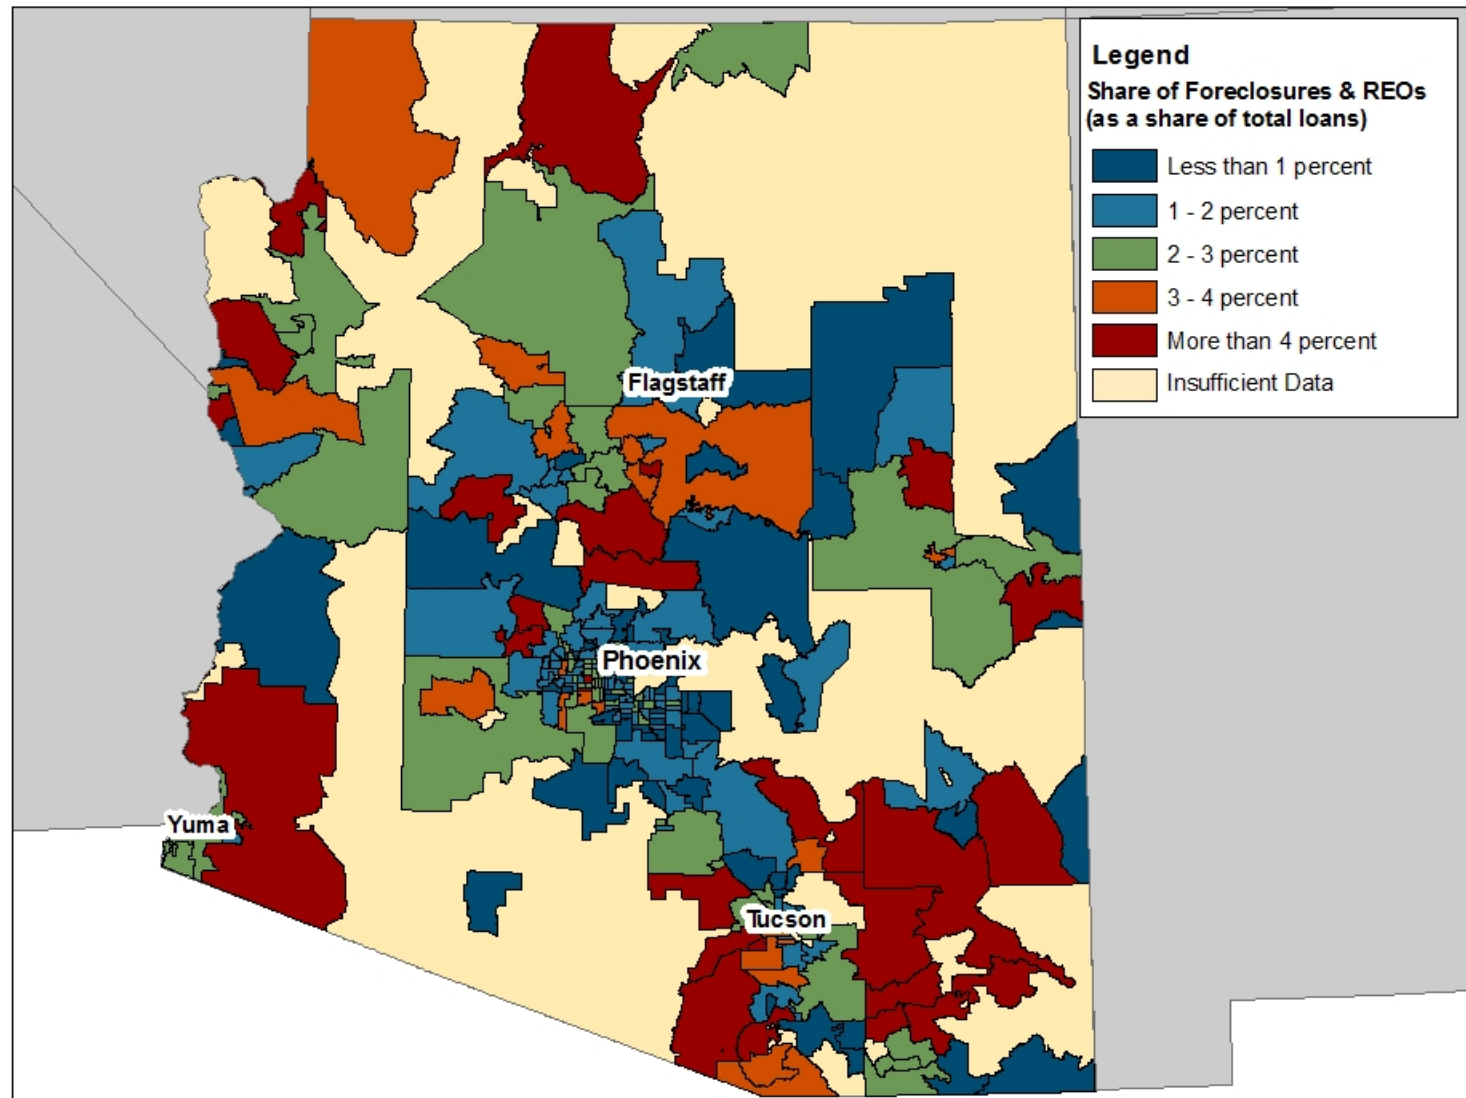 Legend
Share of Foreclosures & REOs
(as a share of total loans)
Less than 1 percent
1 - 2 percent
2 - 3 percent
3 - 4 percent
More than 4 percent
Insufficient Data
Flagstaff
Phoenix
Yuma
Tucson